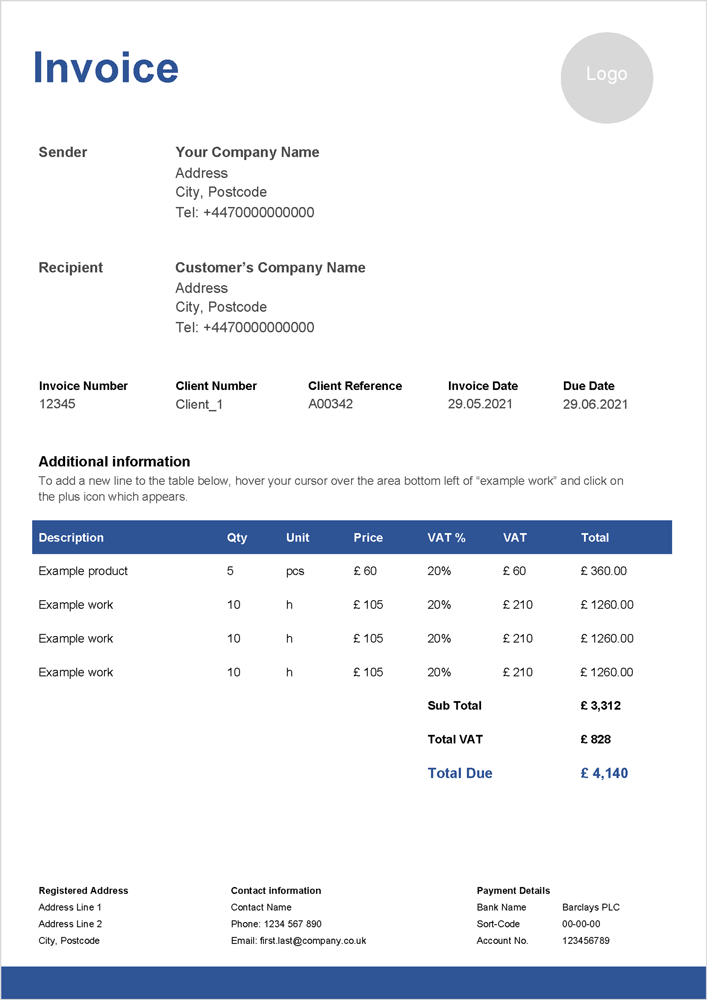 Invoice
Logo
Sender
Your Company Name
Address
City, Postcode
Tel: +4470000000000
Recipient
Customer’s Company Name
Address
City, Postcode
Tel: +4470000000000
Invoice Number Client Number Client Reference Invoice Date Due Date
12345 Client_1 A00342 29.05.2021 29.06.2021
Additional information
To add a new line to the table below, hover your cursor over the area bottom left of “example work” and click on
the plus icon which appears.
Description Qty Unit Price VAT % VAT Total
Example product 5 pcs £ 60 20% £ 60 £ 360.00
Example work 10 h £ 105 20% £ 210 £ 1260.00
Example work 10 h £ 105 20% £ 210 £ 1260.00
Example work 10 h £ 105 20% £ 210 £ 1260.00
Sub Total £ 3,312
Total VAT £ 828
Total Due £ 4,140
Registered Address Contact information Payment Details
Address Line 1 Contact Name Bank Name Barclays PLC
Address Line 2 Phone: 1234 567 890 Sort-Code 00-00-00
City, Postcode Email: first.last@company.co.uk Account No. 123456789